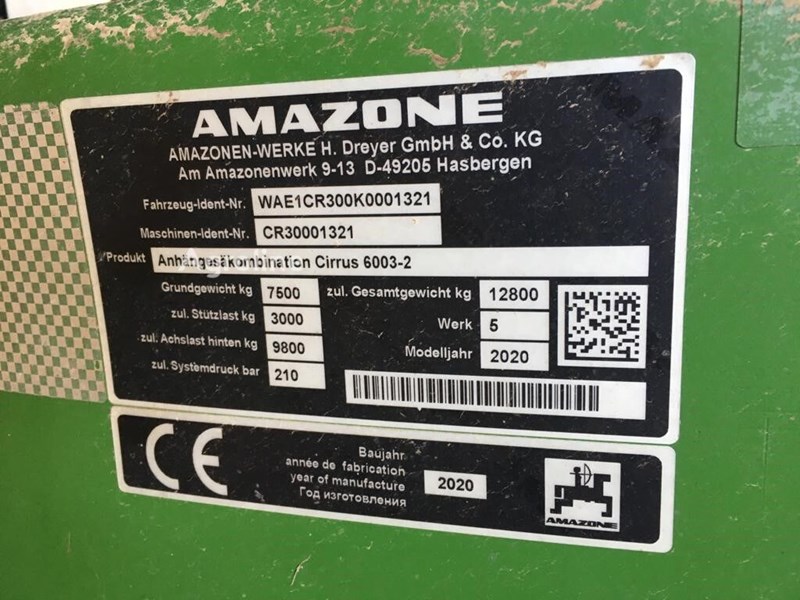 AMAZONE
AMAZONEN-WERKE H. Dreyer GmbH & Co. KG
Am Amazonenwerk 9-13 D-49205 Hasbergen
Fahrzeug-Ident-Nr. WAE1CR300K0001321
Maschinen-Ident-Nr. CR30001321
Produkt Anhängesäkombination Cirrus 6003-2
Grundgewicht kg 7500 zul. Gesamtgewicht kg 12800
zul. Stützlast kg 3000 Werk 5
zul. Achslast hinten kg 9800 Modelljahr 2020
zul. Systemdruck bar 210
CE
Baujahr
année de fabrication
year of manufacture 2020
Год изготовления
AMAZONE